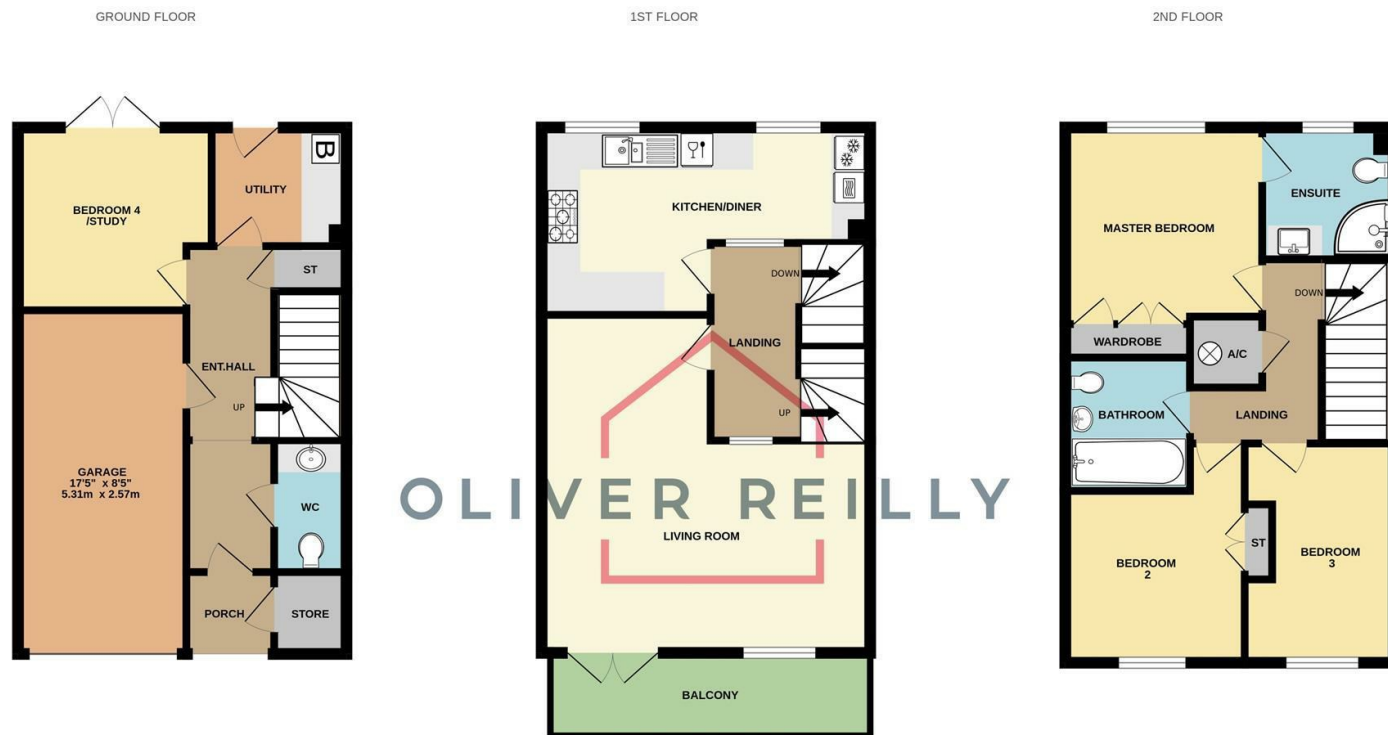 GROUND FLOOR
1ST FLOOR
2ND FLOOR
BEDROOM 4
/STUDY
UTILITY
B
ST
ENT.HALL
UP
GARAGE
17'5" x 8'5"
5.31m x 2.57m
WC
PORCH
STORE
KITCHEN/DINER
DOWN
LANDING
UP
OLIVER REILLY
LIVING ROOM
BALCONY
MASTER BEDROOM
ENSUITE
DOWN
WARDROBE
A/C
BATHROOM
LANDING
ST
BEDROOM
2
BEDROOM
3